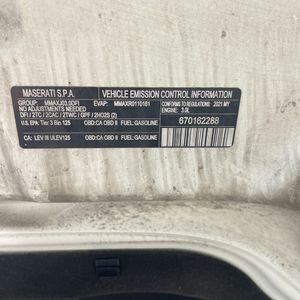 MASERATI S.P.A.
VEHICLE EMISSION CONTROL INFORMATION
GROUP: MMAXJ03.0DFI EVAP: MMAXR0110161
NO ADJUSTMENTS NEEDED
DFI / 2TC / 2CAC / 2TWC / GPF / 2HO2S (2)
CONFORMS TO REGULATIONS: 2021 MY
ENGINE: 3.0L
U.S. EPA: Tier 3 Bin 125 OBD:CA OBD II FUEL:GASOLINE
CA: LEV III ULEV125 OBD:CA OBD II FUEL:GASOLINE
670162288